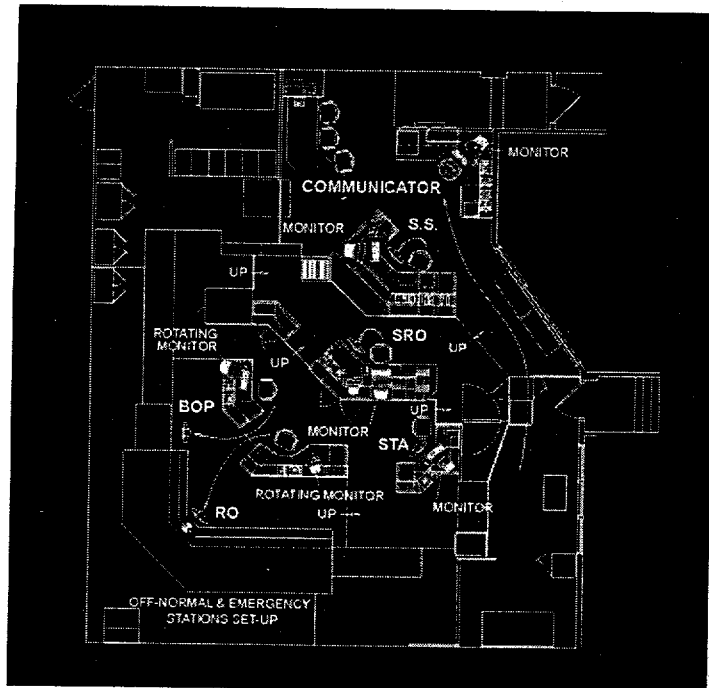 MONITOR
COMMUNICATOR
MONITOR
S.S.
UP
SRO
ROTATING
MONITOR
UP
UP
BOP
UP
MONITOR
STA
ROTATING MONITOR
RO
UP
MONITOR
OFF-NORMAL & EMERGENCY
STATIONS SET-UP